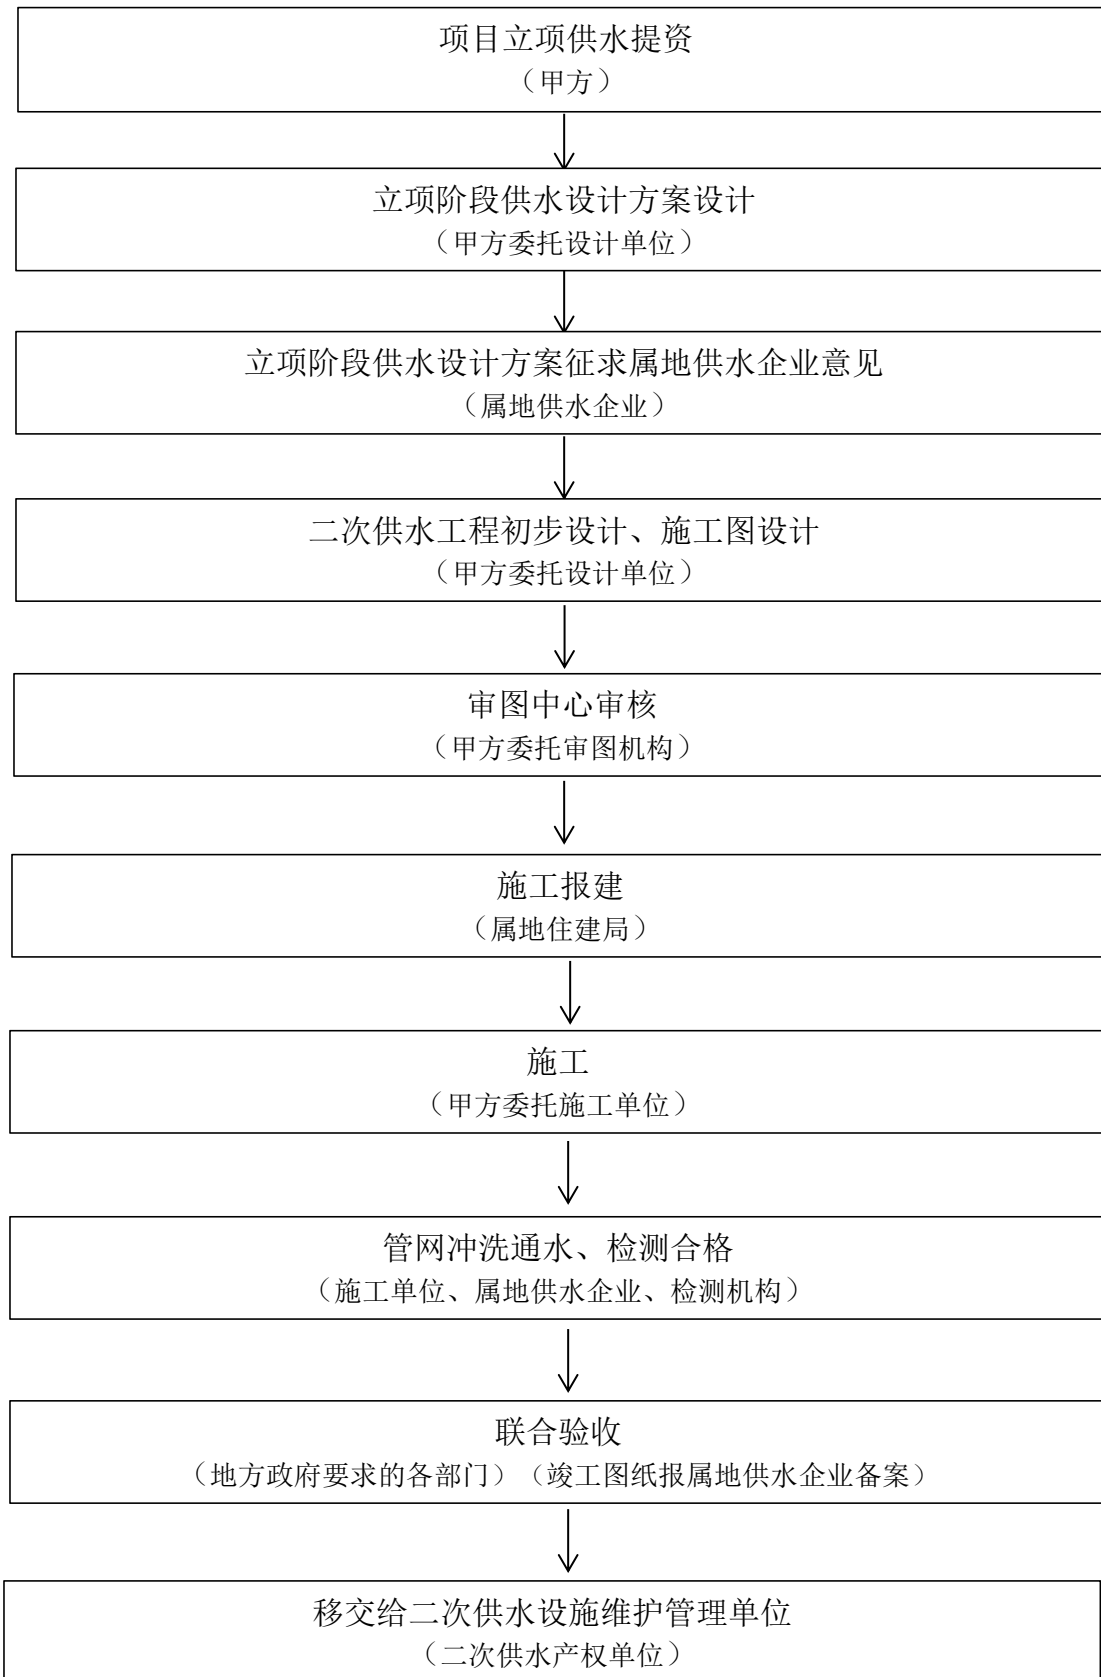 项目立项供水提资
（甲方）
立项阶段供水设计方案设计
（甲方委托设计单位）
立项阶段供水设计方案征求属地供水企业意见
（属地供水企业）
二次供水工程初步设计、施工图设计
（甲方委托设计单位）
审图中心审核
（甲方委托审图机构）
施工报建
（属地住建局）
施工
（甲方委托施工单位）
管网冲洗通水、检测合格
（施工单位、属地供水企业、检测机构）
联合验收
（地方政府要求的各部门）（竣工图纸报属地供水企业备案）
移交给二次供水设施维护管理单位
（二次供水产权单位）